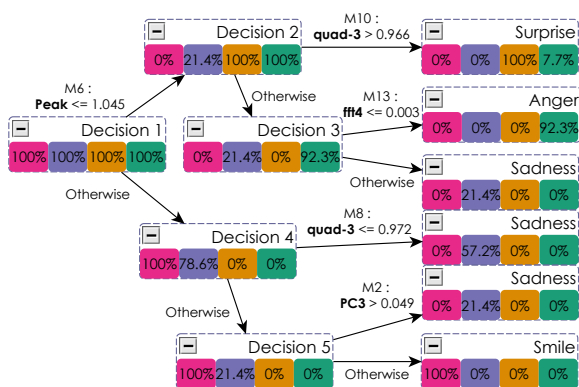 M10 :
quad-3 > 0.966
Decision 2
0% 21.4% 100% 100%
Surprise
0% 0% 100% 7.7%
M6 :
Peak <= 1.045
Otherwise
M13 :
fft4 <= 0.003
Anger
0% 0% 0% 92.3%
Decision 1
100% 100% 100% 100%
Decision 3
0% 21.4% 0% 92.3%
Otherwise
Otherwise
Sadness
0% 21.4% 0% 0%
M8 :
quad-3 <= 0.972
Decision 4
100% 78.6% 0% 0%
Sadness
0% 57.2% 0% 0%
M2 :
PC3 > 0.049
Sadness
0% 21.4% 0% 0%
Otherwise
Decision 5
100% 21.4% 0% 0%
Otherwise
Smile
100% 0% 0% 0%